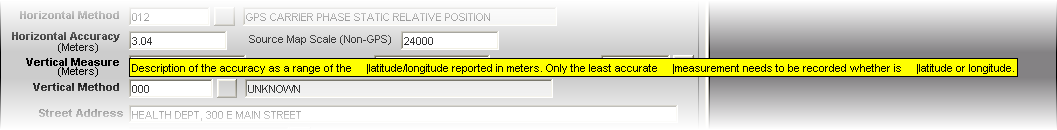 Horizontal Method 012 GPS CARRIER PHASE STATIC RELATIVE POSITION
Horizontal Accuracy (Meters) 3.04 Source Map Scale (Non-GPS) 24000
Vertical Measure (Meters)
Description of the accuracy as a range of the |latitude/longitude reported in meters. Only the least accurate |measurement needs to be recorded whether is |latitude or longitude.
Vertical Method 000 UNKNOWN
Street Address HEALTH DEPT, 300 E MAIN STREET